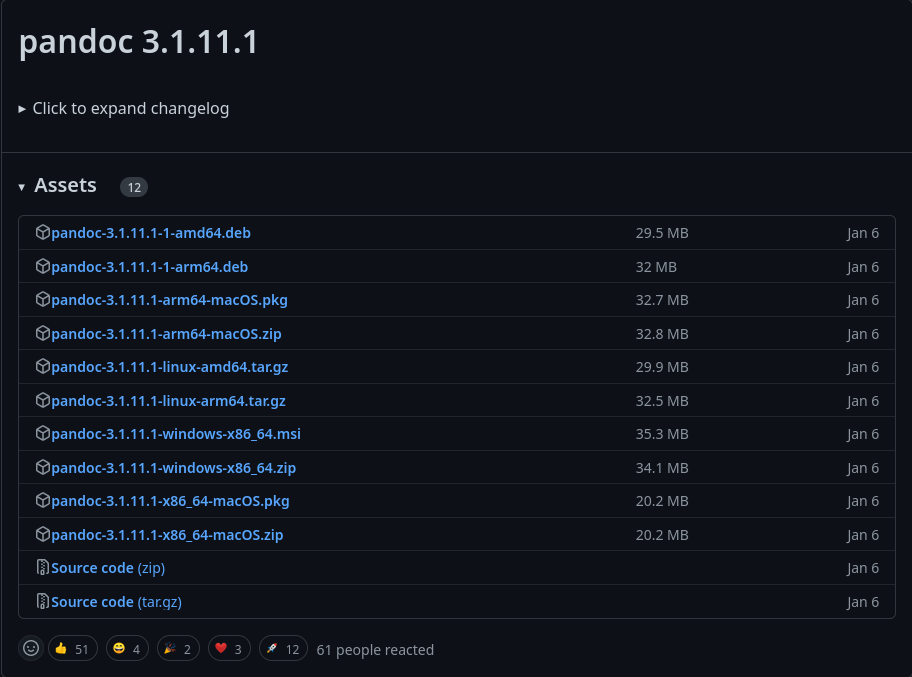 pandoc 3.1.11.1
Click to expand changelog
Assets 12
pandoc-3.1.11.1-1-amd64.deb 29.5 MB Jan 6
pandoc-3.1.11.1-1-arm64.deb 32 MB Jan 6
pandoc-3.1.11.1-arm64-macOS.pkg 32.7 MB Jan 6
pandoc-3.1.11.1-arm64-macOS.zip 32.8 MB Jan 6
pandoc-3.1.11.1-linux-amd64.tar.gz 29.9 MB Jan 6
pandoc-3.1.11.1-linux-arm64.tar.gz 32.5 MB Jan 6
pandoc-3.1.11.1-windows-x86_64.msi 35.3 MB Jan 6
pandoc-3.1.11.1-windows-x86_64.zip 34.1 MB Jan 6
pandoc-3.1.11.1-x86_64-macOS.pkg 20.2 MB Jan 6
pandoc-3.1.11.1-x86_64-macOS.zip 20.2 MB Jan 6
Source code (zip) Jan 6
Source code (tar.gz) Jan 6
👍 51 😄 4 🎉 2 ❤️ 3 🚀 12 61 people reacted